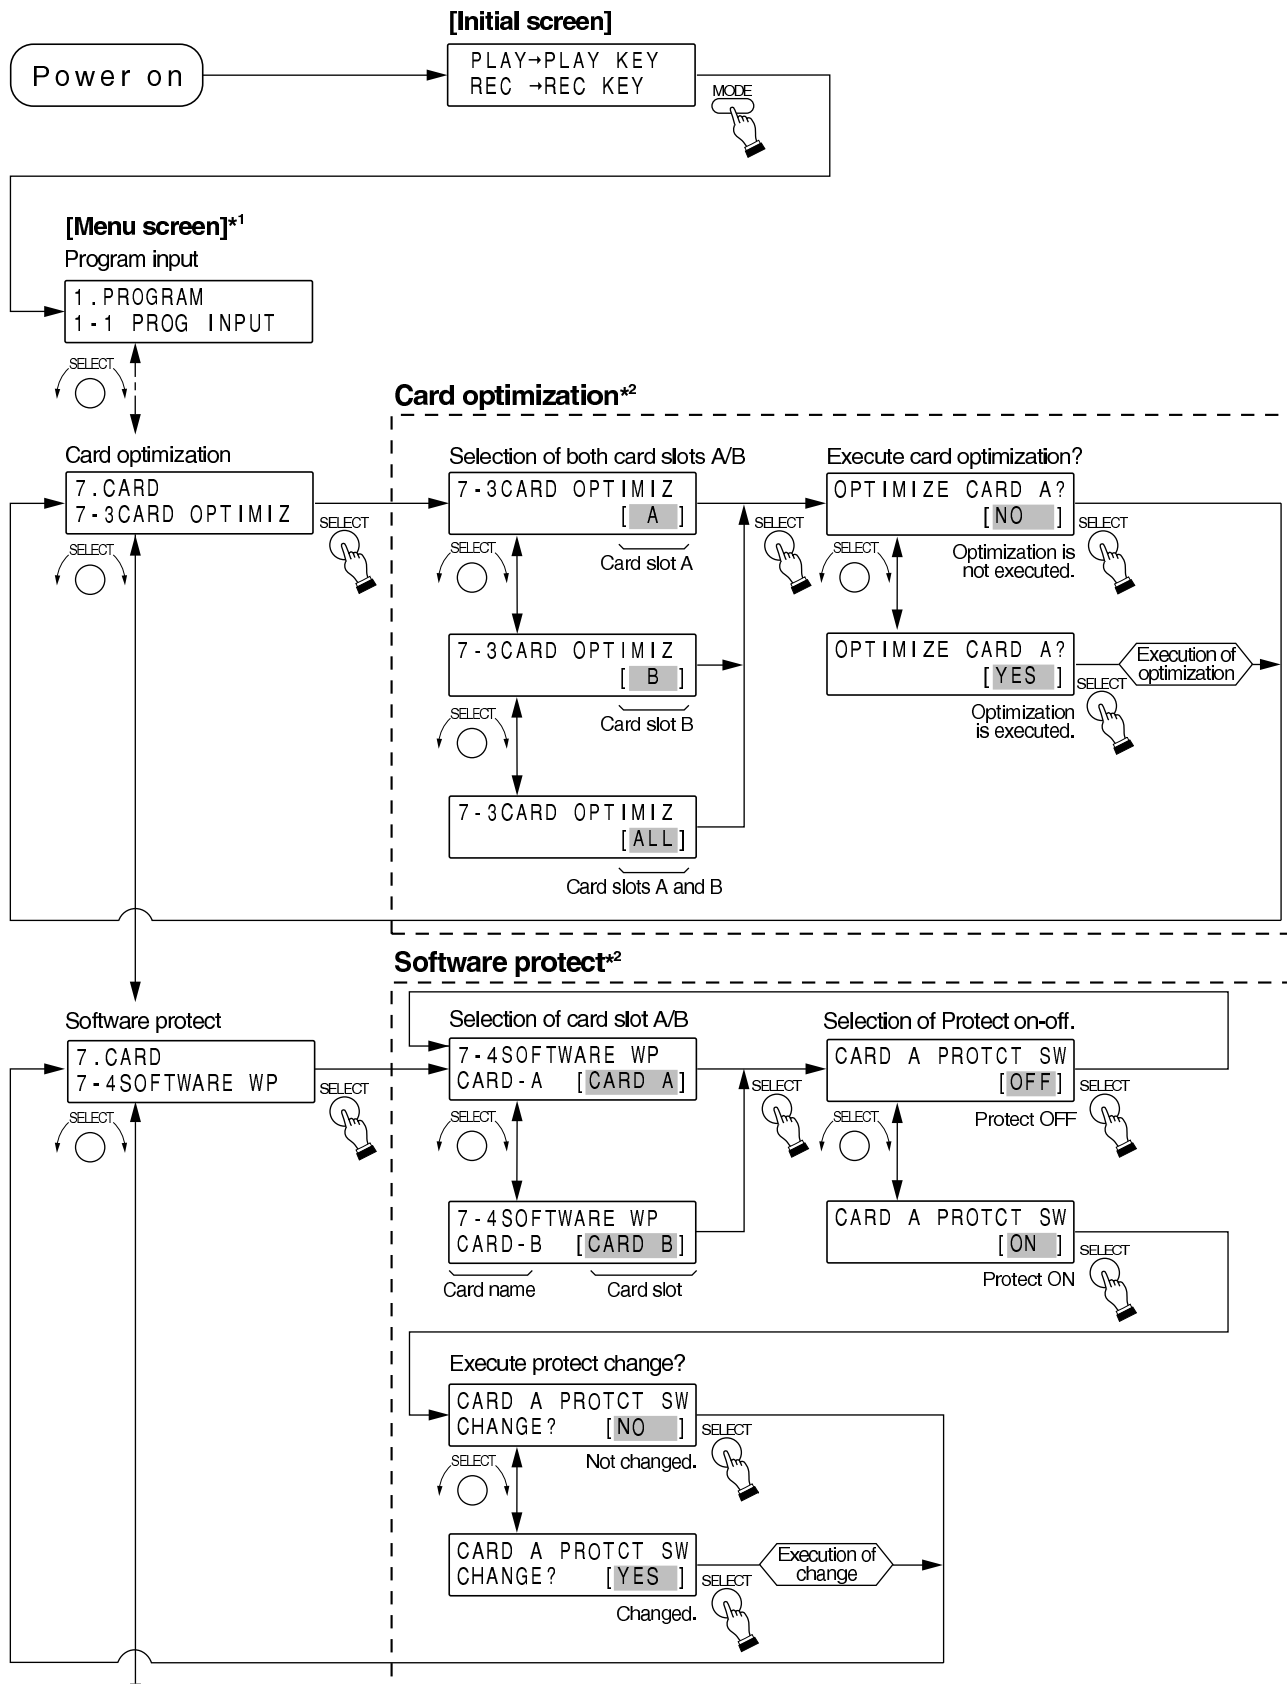 [Initial screen]
Power on
PLAY→PLAY KEY
REC →REC KEY
MODE
[Menu screen]*1
Program input
1.PROGRAM
1-1 PROG INPUT
SELECT
Card optimization*2
Card optimization
7.CARD
7-3CARD OPTIMIZ
SELECT
SELECT
Selection of both card slots A/B
7-3CARD OPTIMIZ
[ A ]
Card slot A
SELECT
SELECT
7-3CARD OPTIMIZ
[ B ]
Card slot B
SELECT
7-3CARD OPTIMIZ
[ALL]
Card slots A and B
Execute card optimization?
OPTIMIZE CARD A?
[NO ]
SELECT
Optimization is
not executed.
SELECT
OPTIMIZE CARD A?
[YES ]
Execution of
optimization
SELECT
Optimization
is executed.
Software protect*2
Software protect
7.CARD
7-4SOFTWARE WP
SELECT
SELECT
Selection of card slot A/B
7-4SOFTWARE WP
CARD-A [CARD A]
SELECT
SELECT
7-4SOFTWARE WP
CARD-B [CARD B]
Card name
Card slot
Selection of Protect on-off.
CARD A PROTCT SW
[OFF]
SELECT
Protect OFF
SELECT
CARD A PROTCT SW
[ON ]
SELECT
Protect ON
Execute protect change?
CARD A PROTCT SW
CHANGE? [NO ]
SELECT
Not changed.
SELECT
CARD A PROTCT SW
CHANGE? [YES ]
Execution of
change
SELECT
Changed.